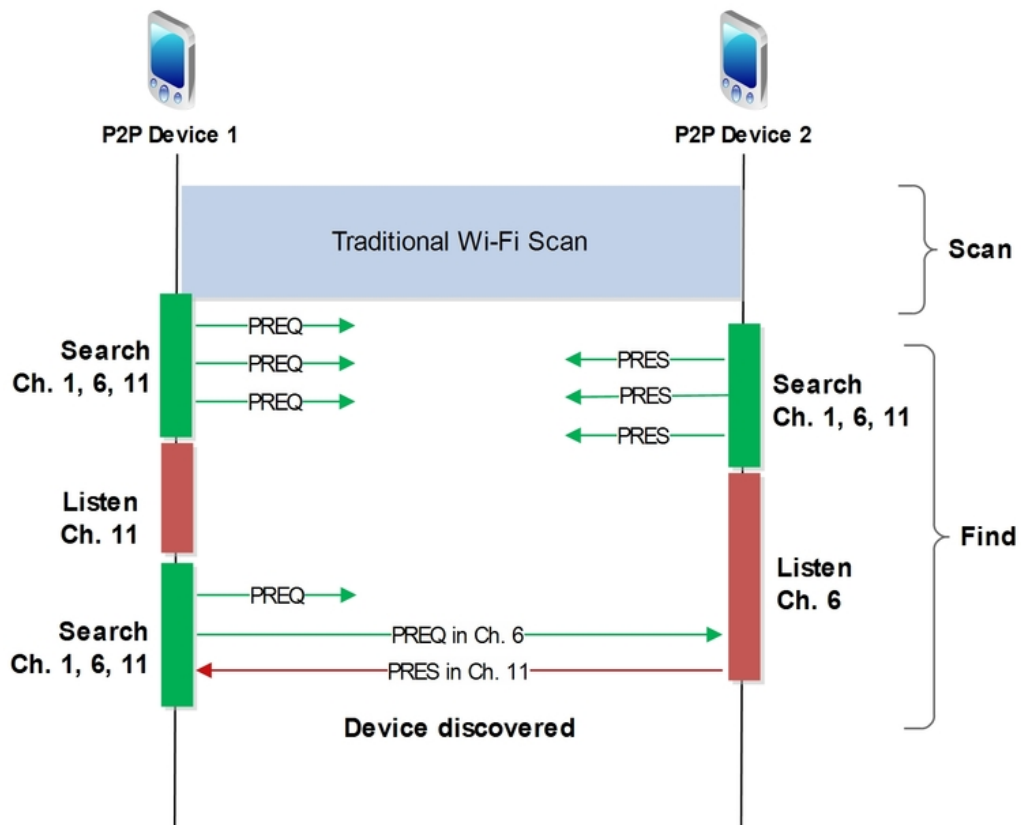 P2P Device 1
P2P Device 2
Traditional Wi-Fi Scan
Scan
Search
Ch. 1, 6, 11
PREQ
PREQ
PREQ
PRES
PRES
PRES
Search
Ch. 1, 6, 11
Listen
Ch. 11
Find
Listen
Ch. 6
PREQ
Search
Ch. 1, 6, 11
PREQ in Ch. 6
PRES in Ch. 11
Device discovered